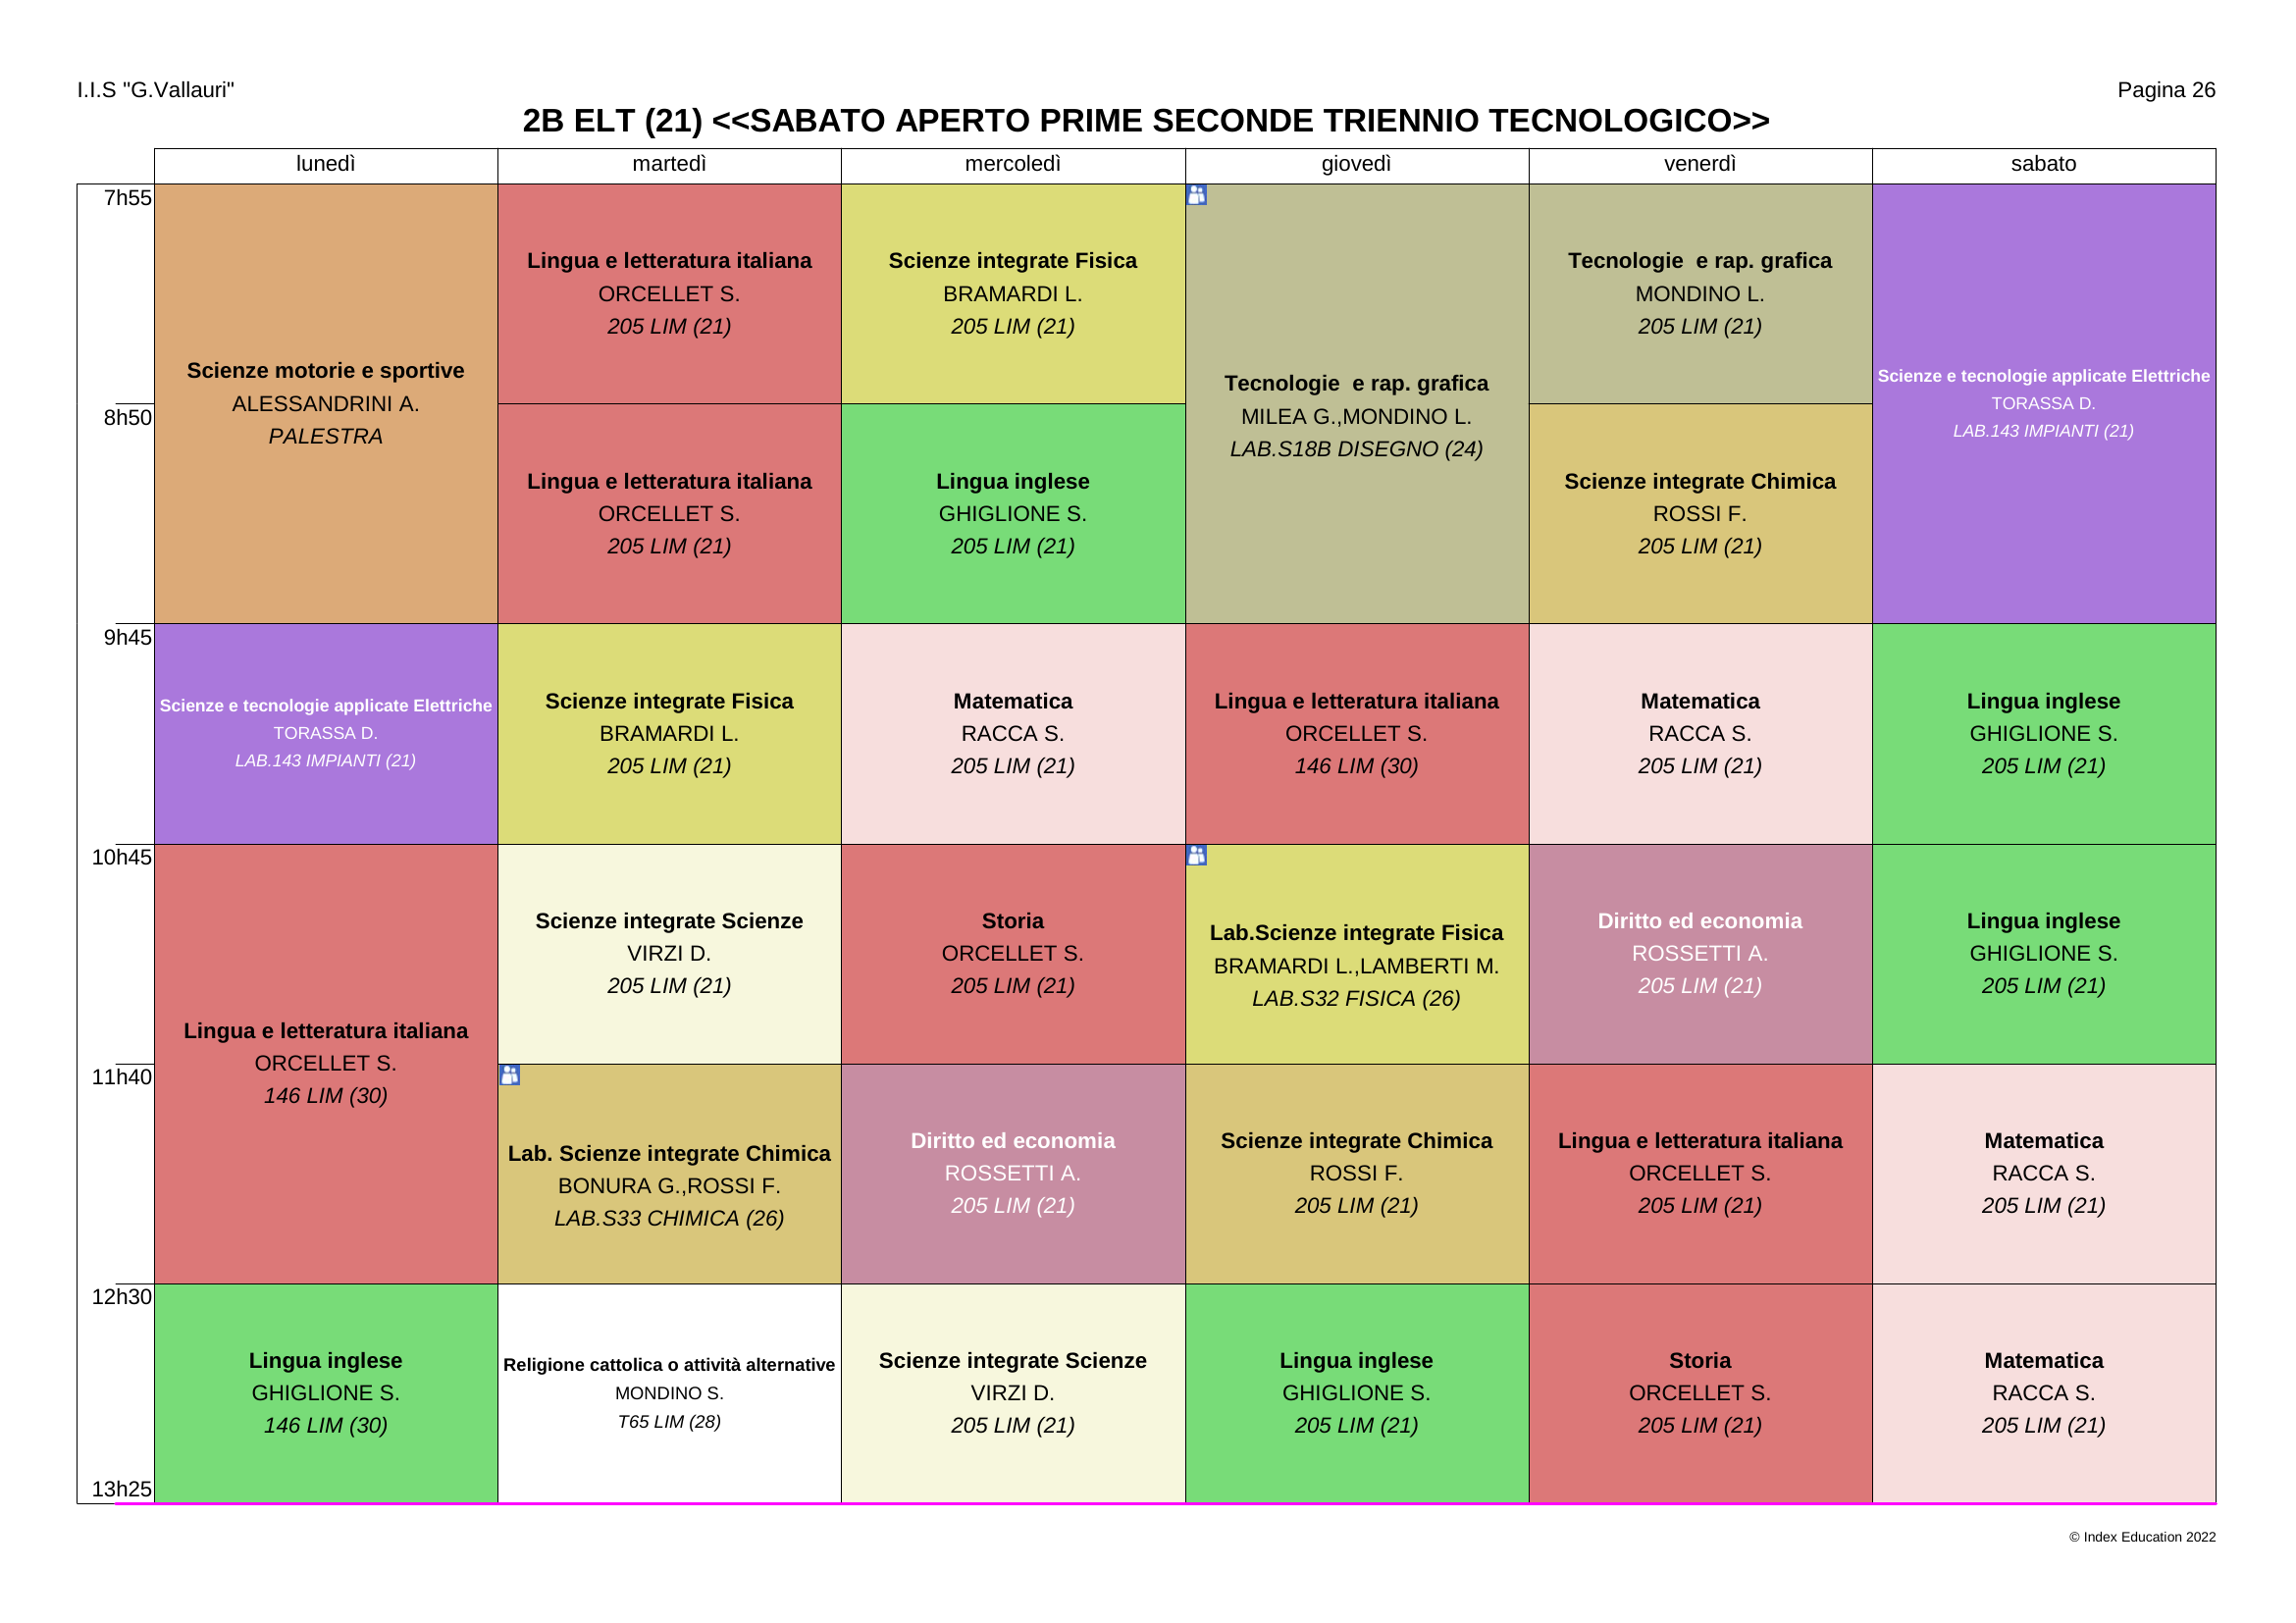 I.I.S "G.Vallauri"
Pagina 26
2B ELT (21) <<SABATO APERTO PRIME SECONDE TRIENNIO TECNOLOGICO>>
lunedì martedì mercoledì giovedì venerdì sabato
7h55
Scienze motorie e sportive
ALESSANDRINI A.
PALESTRA
Lingua e letteratura italiana
ORCELLET S.
205 LIM (21)
Scienze integrate Fisica
BRAMARDI L.
205 LIM (21)
Tecnologie  e rap. grafica
MILEA G.,MONDINO L.
LAB.S18B DISEGNO (24)
Tecnologie  e rap. grafica
MONDINO L.
205 LIM (21)
Scienze e tecnologie applicate Elettriche
TORASSA D.
LAB.143 IMPIANTI (21)
8h50
Lingua e letteratura italiana
ORCELLET S.
205 LIM (21)
Lingua inglese
GHIGLIONE S.
205 LIM (21)
Scienze integrate Chimica
ROSSI F.
205 LIM (21)
9h45
Scienze e tecnologie applicate Elettriche
TORASSA D.
LAB.143 IMPIANTI (21)
Scienze integrate Fisica
BRAMARDI L.
205 LIM (21)
Matematica
RACCA S.
205 LIM (21)
Lingua e letteratura italiana
ORCELLET S.
146 LIM (30)
Matematica
RACCA S.
205 LIM (21)
Lingua inglese
GHIGLIONE S.
205 LIM (21)
10h45
Lingua e letteratura italiana
ORCELLET S.
146 LIM (30)
Scienze integrate Scienze
VIRZI D.
205 LIM (21)
Storia
ORCELLET S.
205 LIM (21)
Lab.Scienze integrate Fisica
BRAMARDI L.,LAMBERTI M.
LAB.S32 FISICA (26)
Diritto ed economia
ROSSETTI A.
205 LIM (21)
Lingua inglese
GHIGLIONE S.
205 LIM (21)
11h40
Lab. Scienze integrate Chimica
BONURA G.,ROSSI F.
LAB.S33 CHIMICA (26)
Diritto ed economia
ROSSETTI A.
205 LIM (21)
Scienze integrate Chimica
ROSSI F.
205 LIM (21)
Lingua e letteratura italiana
ORCELLET S.
205 LIM (21)
Matematica
RACCA S.
205 LIM (21)
12h30
Lingua inglese
GHIGLIONE S.
146 LIM (30)
Religione cattolica o attività alternative
MONDINO S.
T65 LIM (28)
Scienze integrate Scienze
VIRZI D.
205 LIM (21)
Lingua inglese
GHIGLIONE S.
205 LIM (21)
Storia
ORCELLET S.
205 LIM (21)
Matematica
RACCA S.
205 LIM (21)
13h25
© Index Education 2022